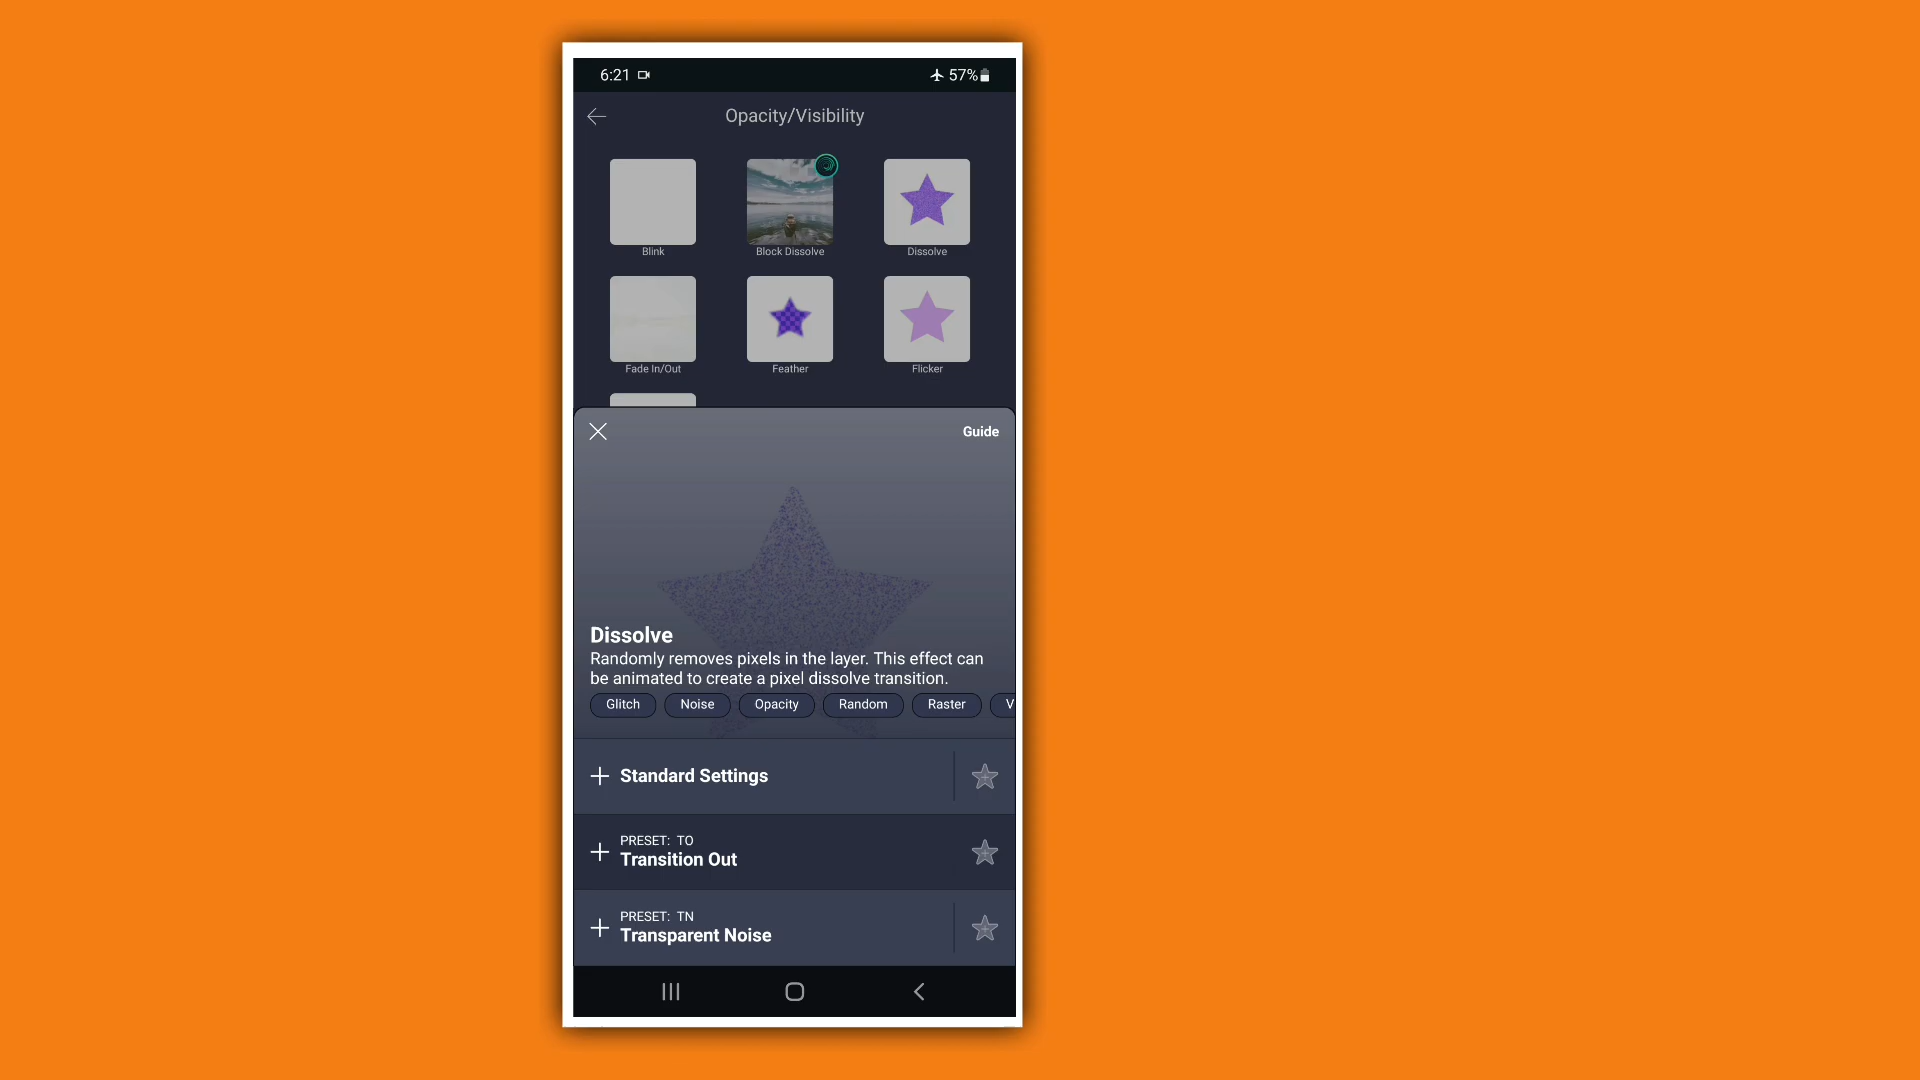 6:21
57%
Opacity/Visibility
Blink
Block Dissolve
Dissolve
Fade In/Out
Feather
Flicker
Guide
Dissolve
Randomly removes pixels in the layer. This effect can
be animated to create a pixel dissolve transition.
Glitch Noise Opacity Random Raster V
Standard Settings
PRESET: TO
Transition Out
PRESET: TN
Transparent Noise